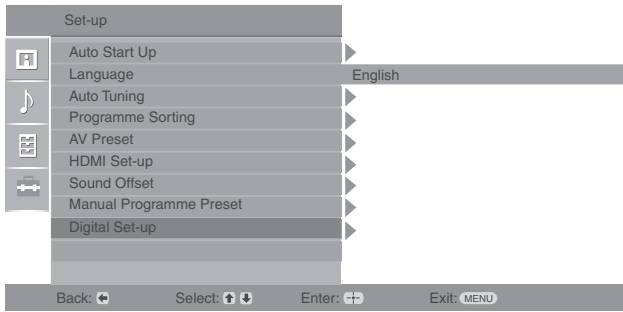 Set-up
Auto Start Up
Language English
Auto Tuning
Programme Sorting
AV Preset
HDMI Set-up
Sound Offset
Manual Programme Preset
Digital Set-up
Back: Select: Enter: Exit: MENU